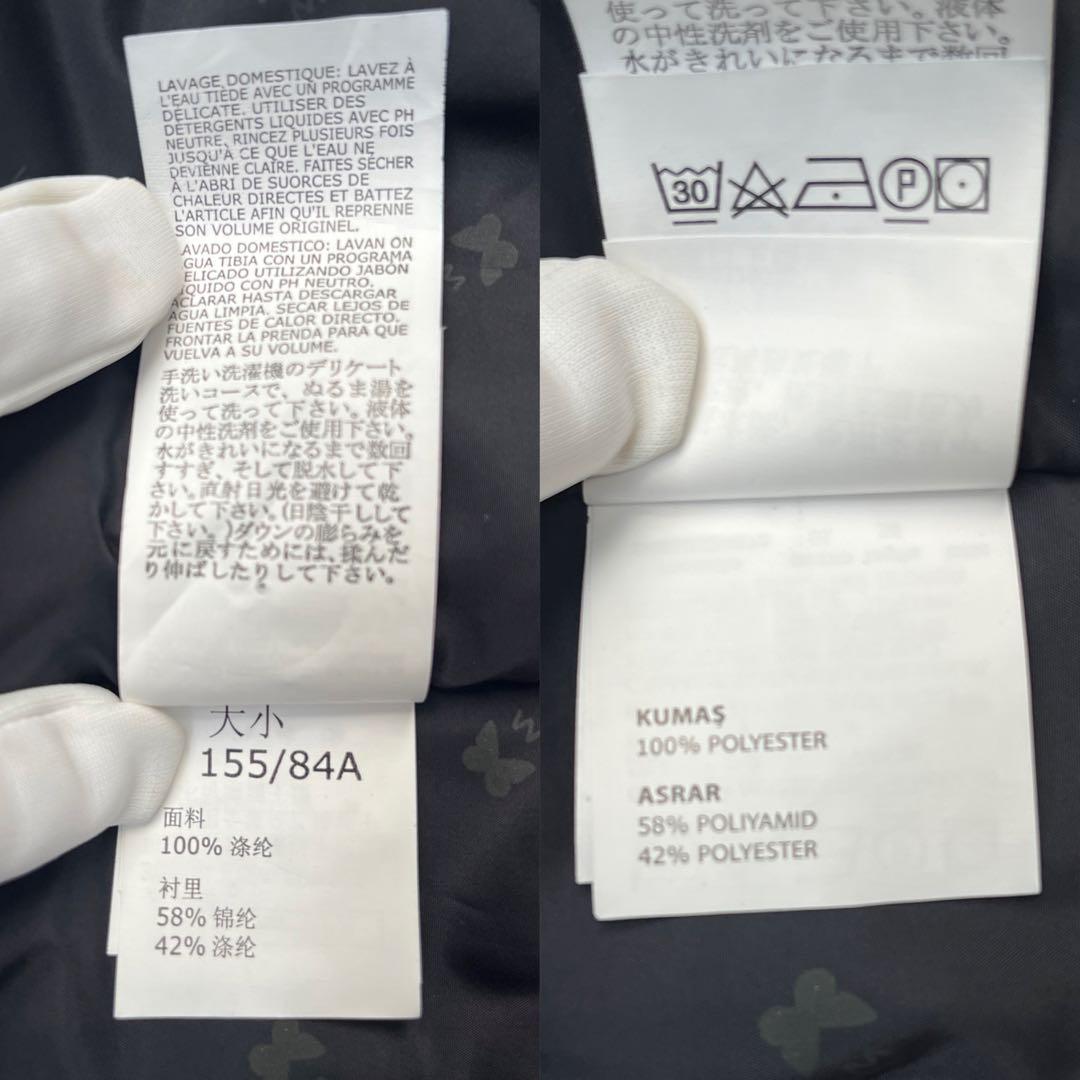 LAVAGE DOMESTIQUE: LAVEZ À
L'EAU TIÈDE AVEC UN PROGRAMME
DÉLICATE. UTILISER DES
DÉTERGENTS LIQUIDES AVEC PH
NEUTRE, RINCEZ PLUSIEURS FOIS
JUSQU'À CE QUE L'EAU NE
DEVIENNE CLAIRE. FAITES SÉCHER
À L'ABRI DE SUORCES DE
CHALEUR DIRECTES ET BATTEZ
L'ARTICLE AFIN QU'IL REPRENNE
SON VOLUME ORIGINEL.
LAVADO DOMESTICO: LAVAN ON
AGUA TIBIA CON UN PROGRAMA
DELICADO UTILIZANDO JABÓN
LIQUIDO CON PH NEUTRO.
ACLARAR HASTA DESCARGAR
AGUA LIMPIA. SECAR LEJOS DE
FUENTES DE CALOR DIRECTO.
FRONTAR LA PRENDA PARA QUE
VUELVA A SU VOLUME.
手洗い洗濯機のデリケート
洗いコースで、ぬるま湯を
使って洗って下さい。液体
の中性洗剤をご使用下さい。
水がきれいになるまで数回
すすぎ、そして脱水して下
さい。直射日光を避けて乾
かして下さい。(日陰干しして
下さい。)ダウンの膨らみを
元に戻すためには、揉んだ
り伸ばしたりして下さい。
大小
155/84A
面料
100% 涤纶
衬里
58% 锦纶
42% 涤纶
使って洗って下さい。液体
の中性洗剤をご使用下さい。
水がきれいになるまで数回
30 P
KUMAŞ
100% POLYESTER
ASRAR
58% POLIYAMID
42% POLYESTER